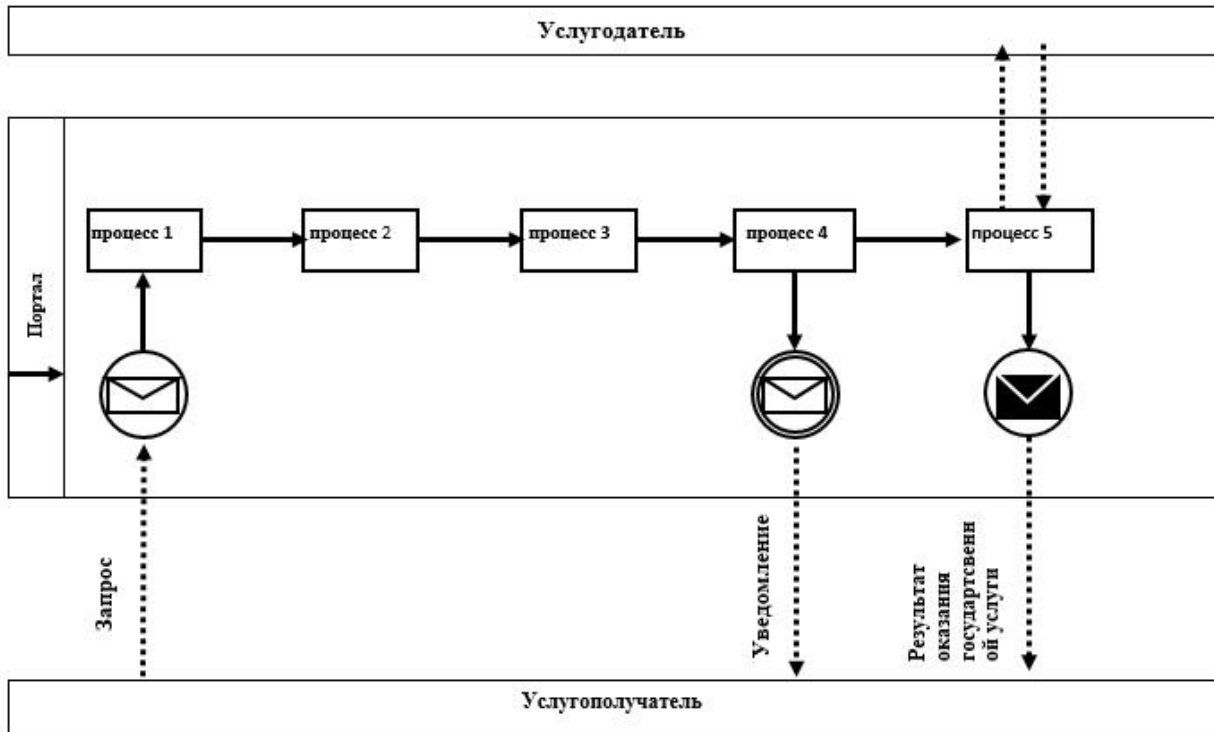 Услугодатель
Портал
процесс 1
процесс 2
процесс 3
процесс 4
процесс 5
Запрос
Уведомление
Результат
оказания
государтсвенн
ой услуги
Услугополучатель